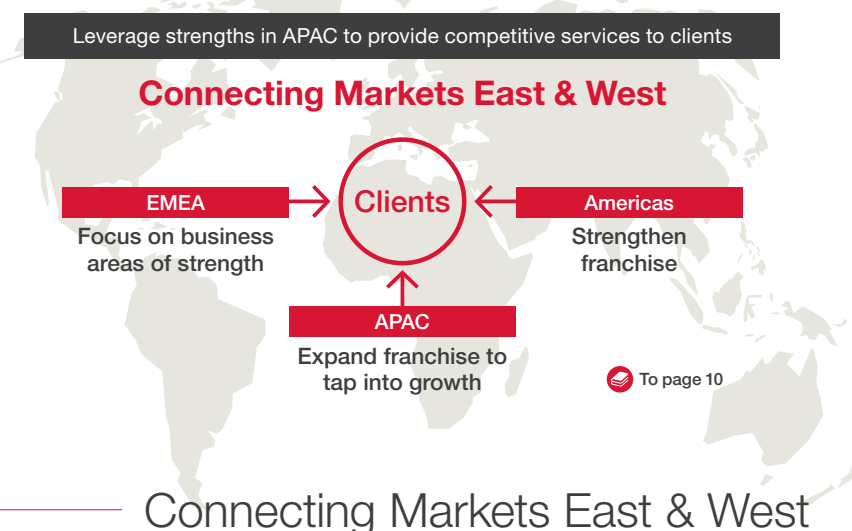 Leverage strengths in APAC to provide competitive services to clients
Connecting Markets East & West
EMEA
Focus on business
areas of strength
Clients
Americas
Strengthen
franchise
APAC
Expand franchise to
tap into growth
To page 10
Connecting Markets East & West